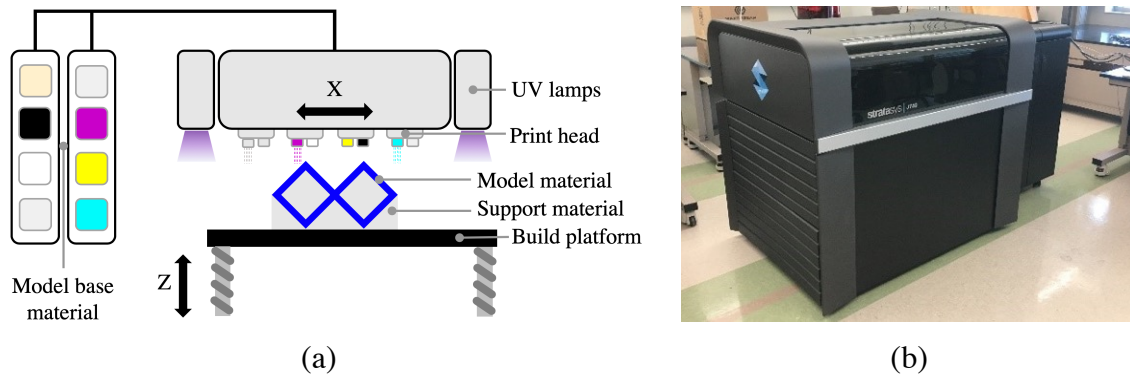 X
UV lamps
Print head
Model material
Support material
Build platform
Z
Model base
material
stratasys
(a)
(b)